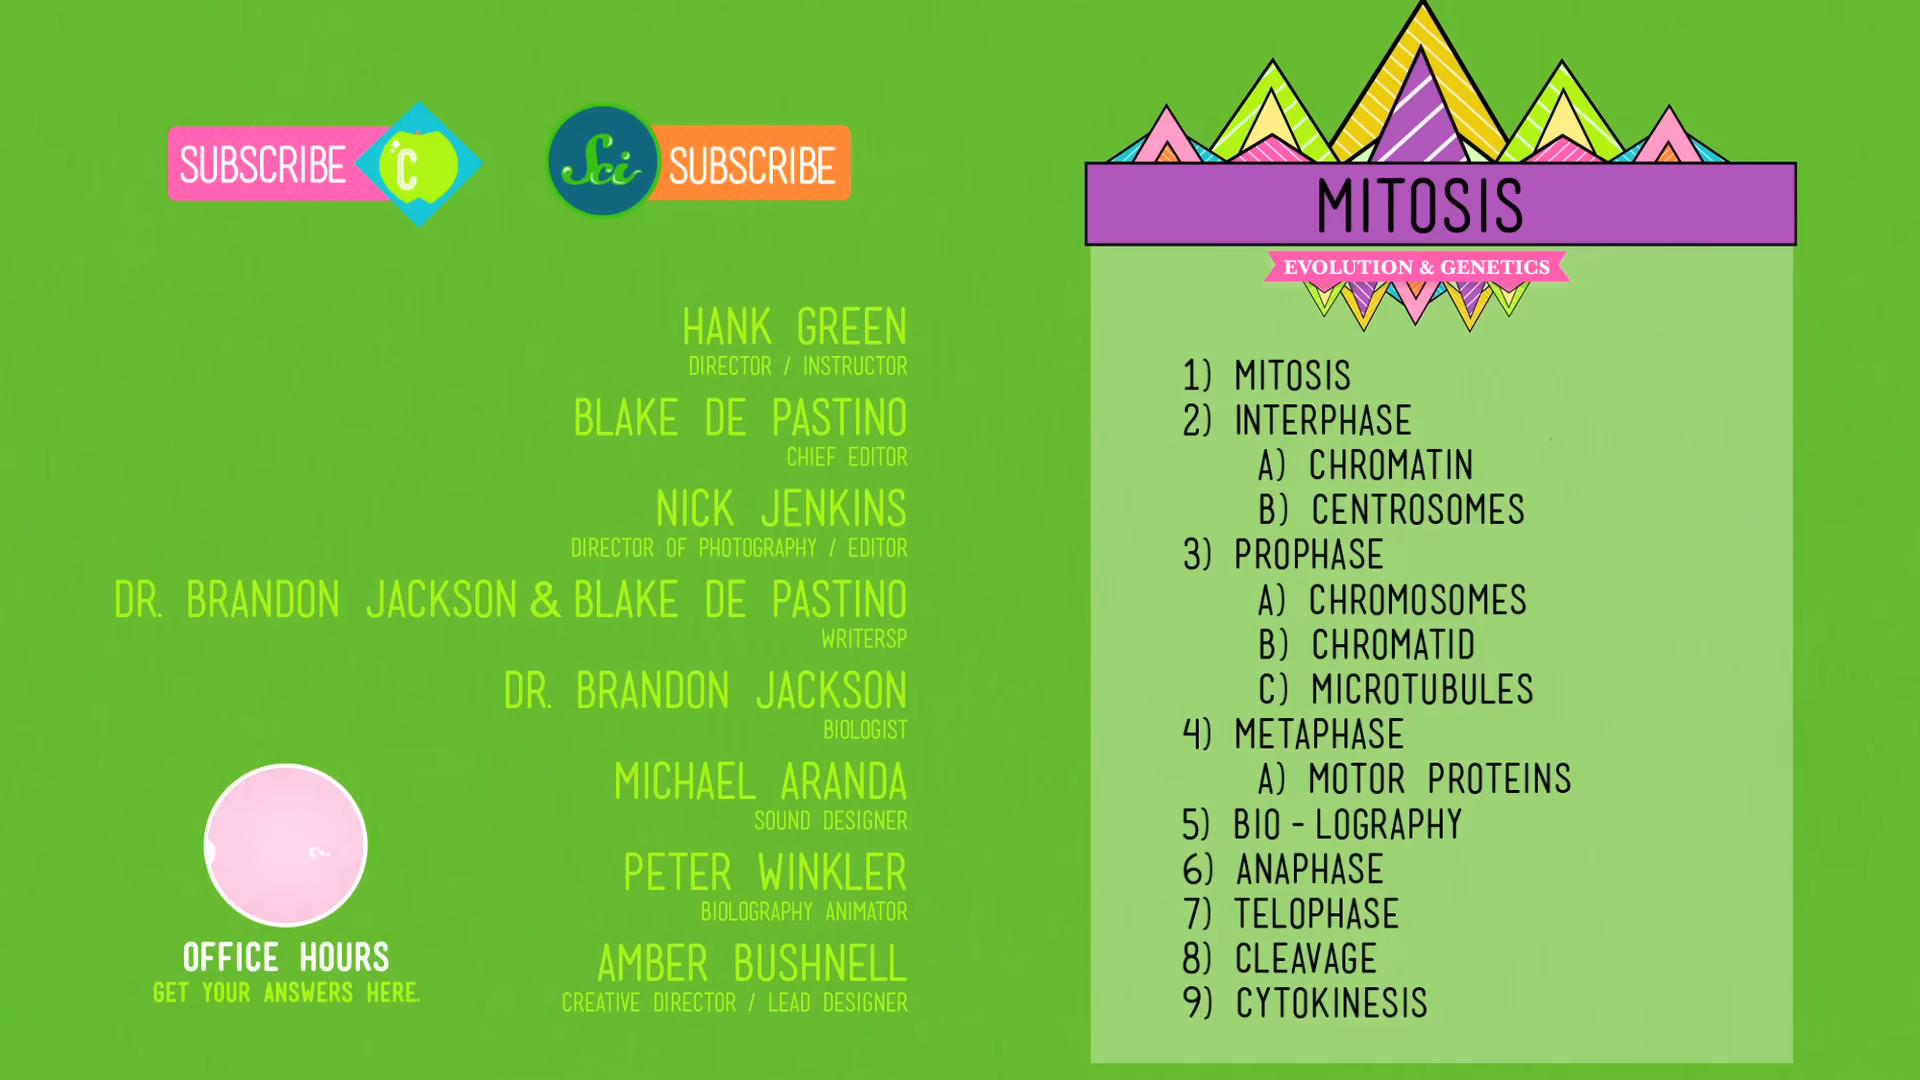 SUBSCRIBE C
Sci SUBSCRIBE
HANK GREEN
DIRECTOR / INSTRUCTOR
BLAKE DE PASTINO
CHIEF EDITOR
NICK JENKINS
DIRECTOR OF PHOTOGRAPHY / EDITOR
DR. BRANDON JACKSON & BLAKE DE PASTINO
WRITERSP
DR. BRANDON JACKSON
BIOLOGIST
MICHAEL ARANDA
SOUND DESIGNER
PETER WINKLER
BIOLOGRAPHY ANIMATOR
AMBER BUSHNELL
CREATIVE DIRECTOR / LEAD DESIGNER
OFFICE HOURS
GET YOUR ANSWERS HERE.
MITOSIS
EVOLUTION & GENETICS
1) MITOSIS
2) INTERPHASE
A) CHROMATIN
B) CENTROSOMES
3) PROPHASE
A) CHROMOSOMES
B) CHROMATID
C) MICROTUBULES
4) METAPHASE
A) MOTOR PROTEINS
5) BIO - LOGRAPHY
6) ANAPHASE
7) TELOPHASE
8) CLEAVAGE
9) CYTOKINESIS